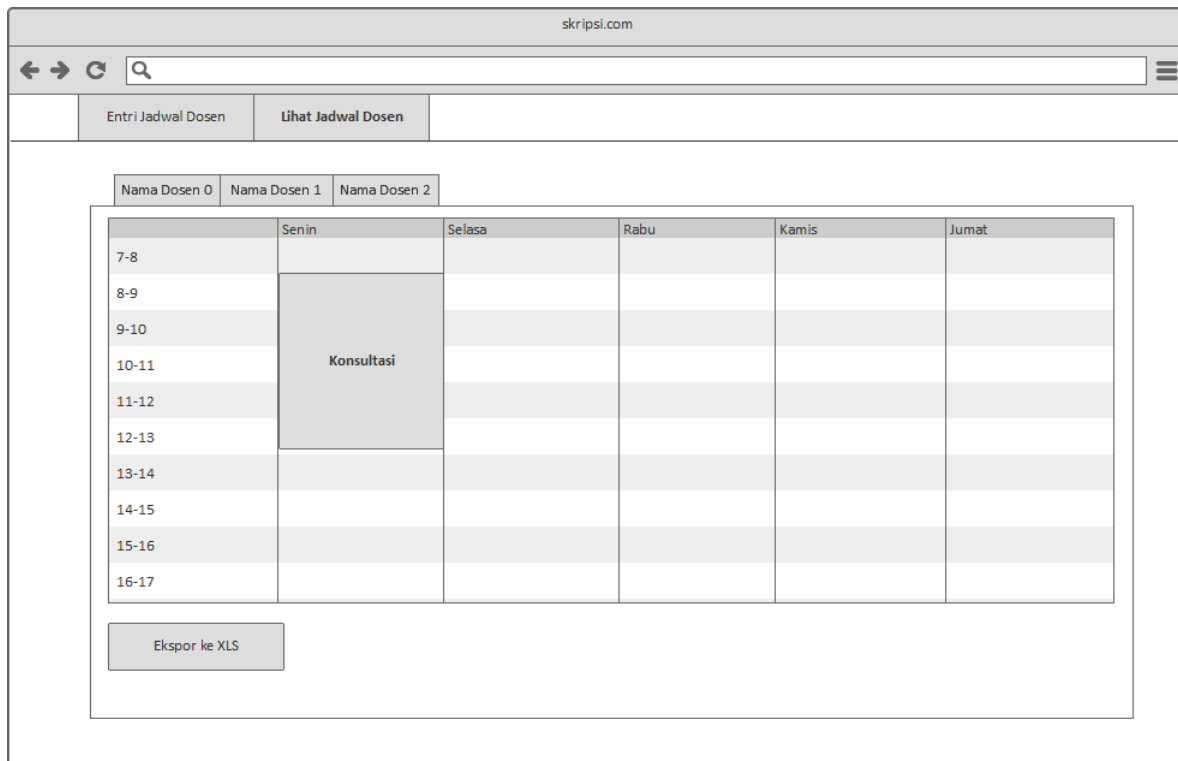 skripsi.com
Entri Jadwal Dosen Lihat Jadwal Dosen
Nama Dosen 0 Nama Dosen 1 Nama Dosen 2
Senin Selasa Rabu Kamis Jumat
7-8
8-9
9-10
10-11 Konsultasi
11-12
12-13
13-14
14-15
15-16
16-17
Ekspor ke XLS